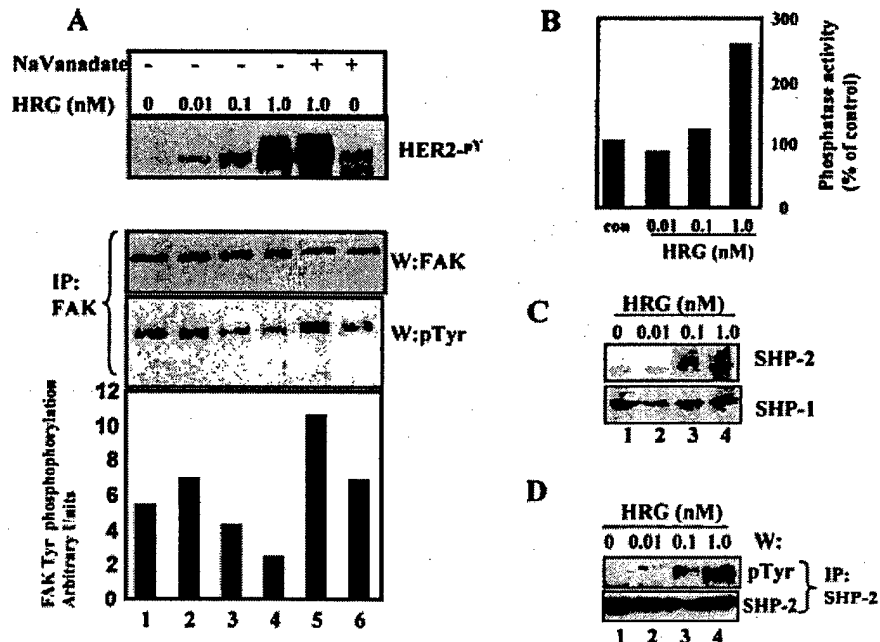 A
NaVanadate - - - - + +
HRG (nM) 0 0.01 0.1 1.0 1.0 0
HER2-pY
IP:
FAK
W:FAK
W:pTyr
FAK Tyr phosphophorylation
Arbitrary Units
12
10
8
6
4
2
0
1 2 3 4 5 6
B
300
200
100
0
Phosphatase activity
(% of control)
con 0.01 0.1 1.0
HRG (nM)
C
HRG (nM)
0 0.01 0.1 1.0
SHP-2
SHP-1
1 2 3 4
D
HRG (nM)
0 0.01 0.1 1.0 W:
pTyr
SHP-2
IP:
SHP-2
1 2 3 4